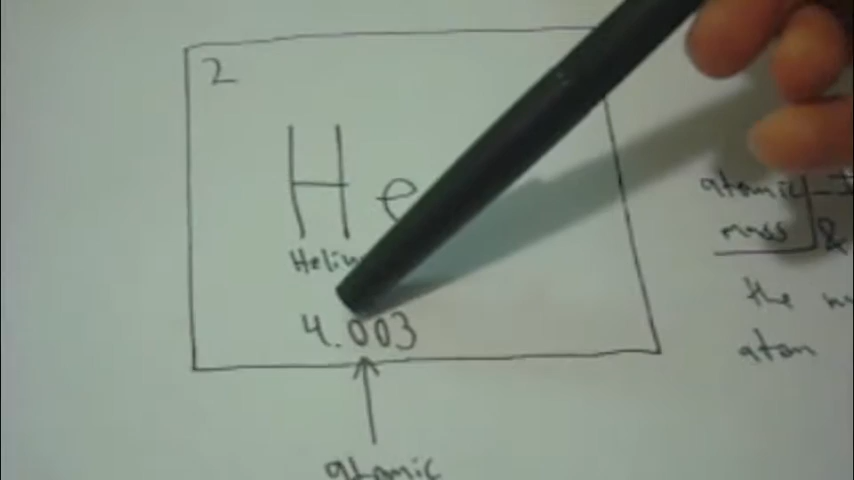 2
He
4.003
atomic
atomic
mass &
the
atom